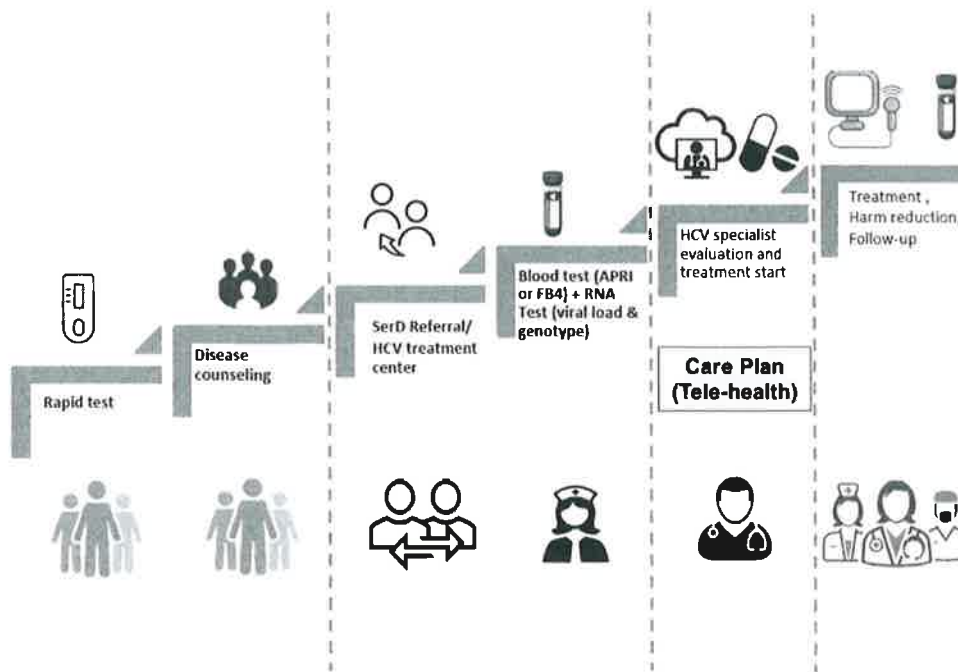 Rapid test
Disease
counseling
SerD Referral/
HCV treatment
center
Blood test (APRI
or FB4) + RNA
Test (viral load &
genotype)
HCV specialist
evaluation and
treatment start
Care Plan
(Tele-health)
Treatment ,
Harm reduction,
Follow-up